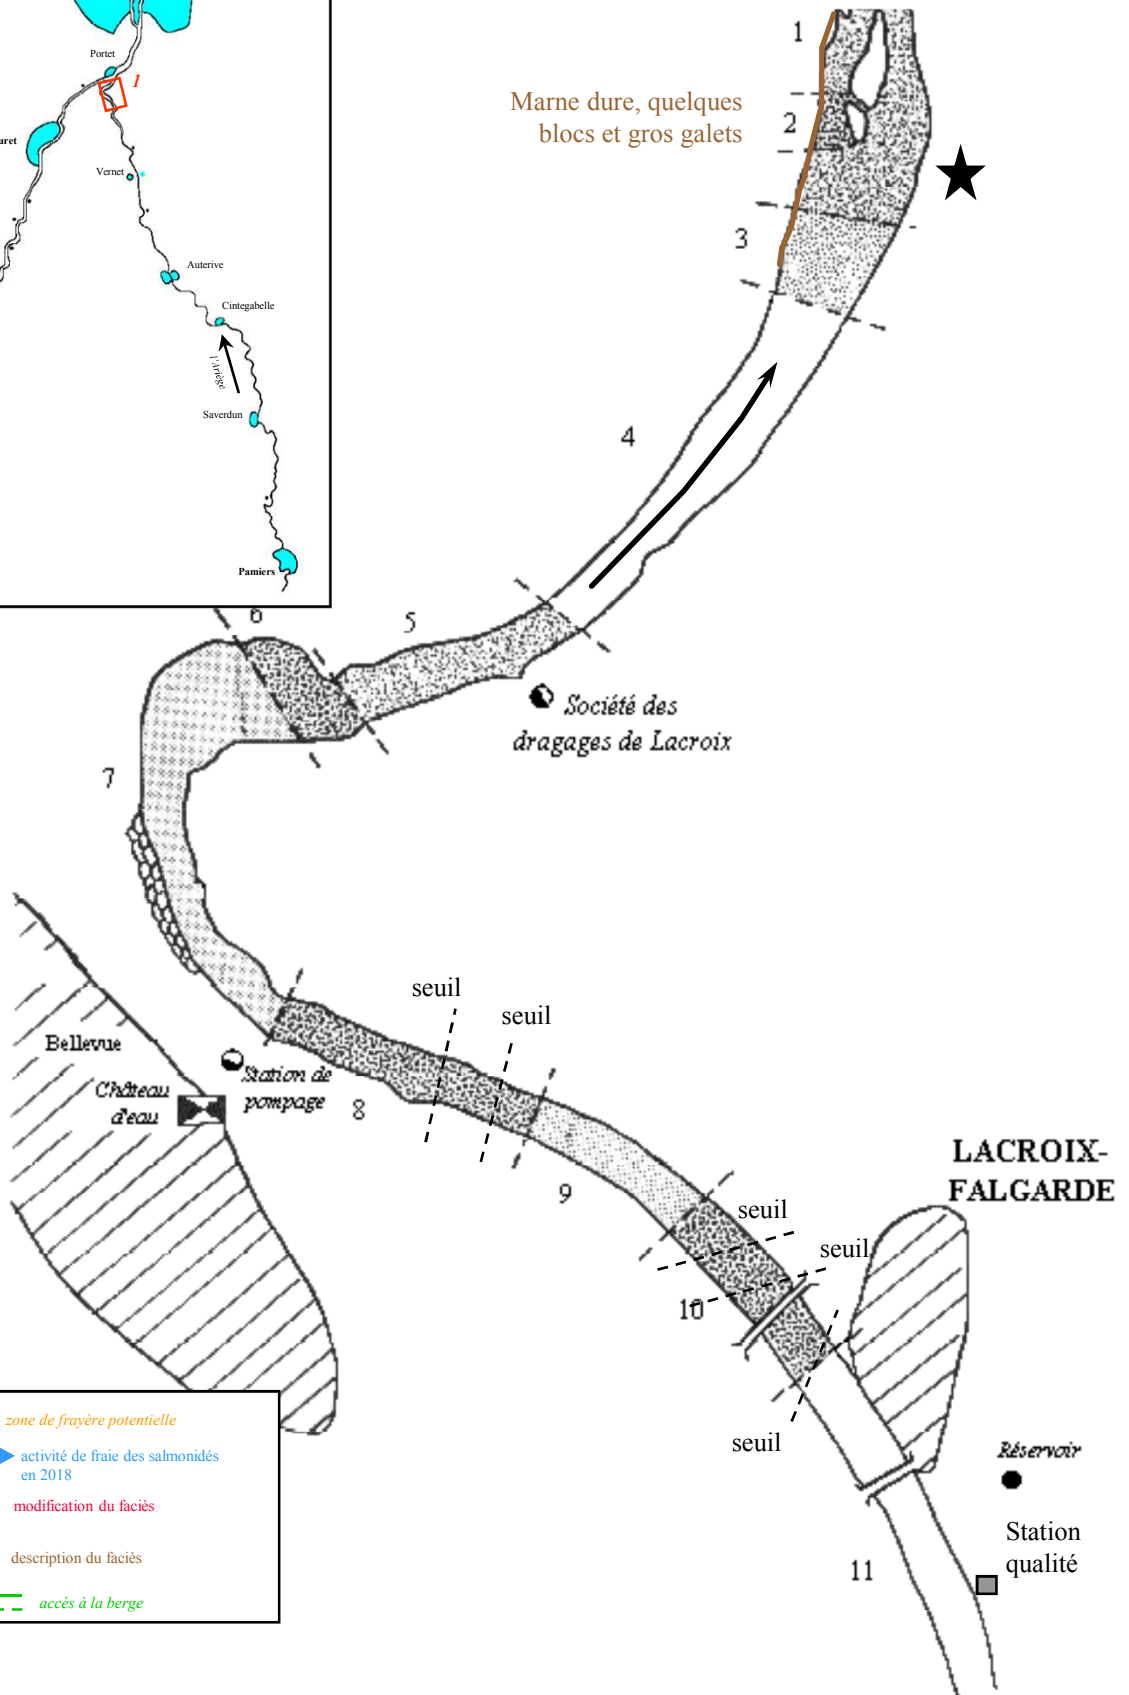 Portet
1
uret
Vernet
Auterive
Cintegabelle
l'Ariège
Saverdun
Pamiers
1
Marne dure, quelques
blocs et gros galets
2
3
4
5
6
Société des
dragages de Lacroix
7
seuil
seuil
Bellevue
Station de
pompage
Château
d'eau
8
9
LACROIX-
FALGARDE
seuil
seuil
10
seuil
Réservoir
Station
qualité
11
zone de frayère potentielle
activité de fraie des salmonidés
en 2018
modification du faciès
description du faciès
accès à la berge